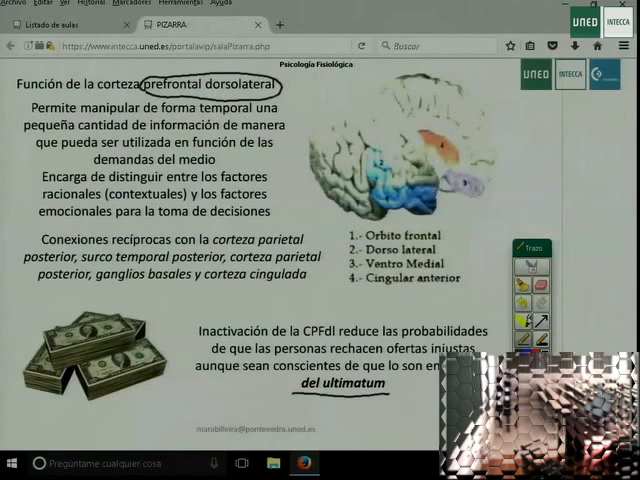 Archivo Editar Ver Historial Marcadores Herramientas Ayuda
Listado de aulas
PIZARRA
https://www.intecca.uned.es/portalavip/salaPizarra.php
Buscar
UNED
INTECCA
Psicología Fisiológica
UNED
INTECCA
Función de la corteza prefrontal dorsolateral
Permite manipular de forma temporal una
pequeña cantidad de información de manera
que pueda ser utilizada en función de las
demandas del medio
Encarga de distinguir entre los factores
racionales (contextuales) y los factores
emocionales para la toma de decisiones
Conexiones recíprocas con la corteza parietal
posterior, surco temporal posterior, corteza parietal
posterior, ganglios basales y corteza cingulada
1.- Orbito frontal
2.- Dorso lateral
3.- Ventro Medial
4.- Cingular anterior
Trazo
Inactivación de la CPFdl reduce las probabilidades
de que las personas rechacen ofertas injustas
aunque sean conscientes de que lo son en
del ultimatum
marabilleira@pontevedra.uned.es
Pregúntame cualquier cosa